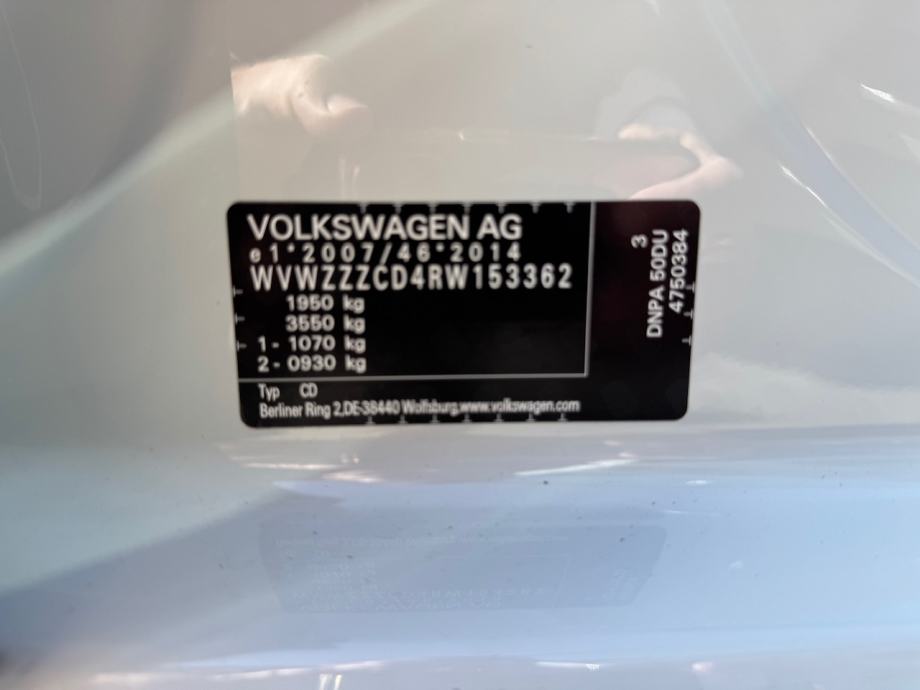 VOLKSWAGEN AG
e1*2007/46*2014
WVWZZZCD4RW153362
1950 kg
3550 kg
1- 1070 kg
2- 0930 kg
Typ CD
Berliner Ring 2,DE-38440 Wolfsburg,www.volkswagen.com
3
DNPA 50DU
4750384